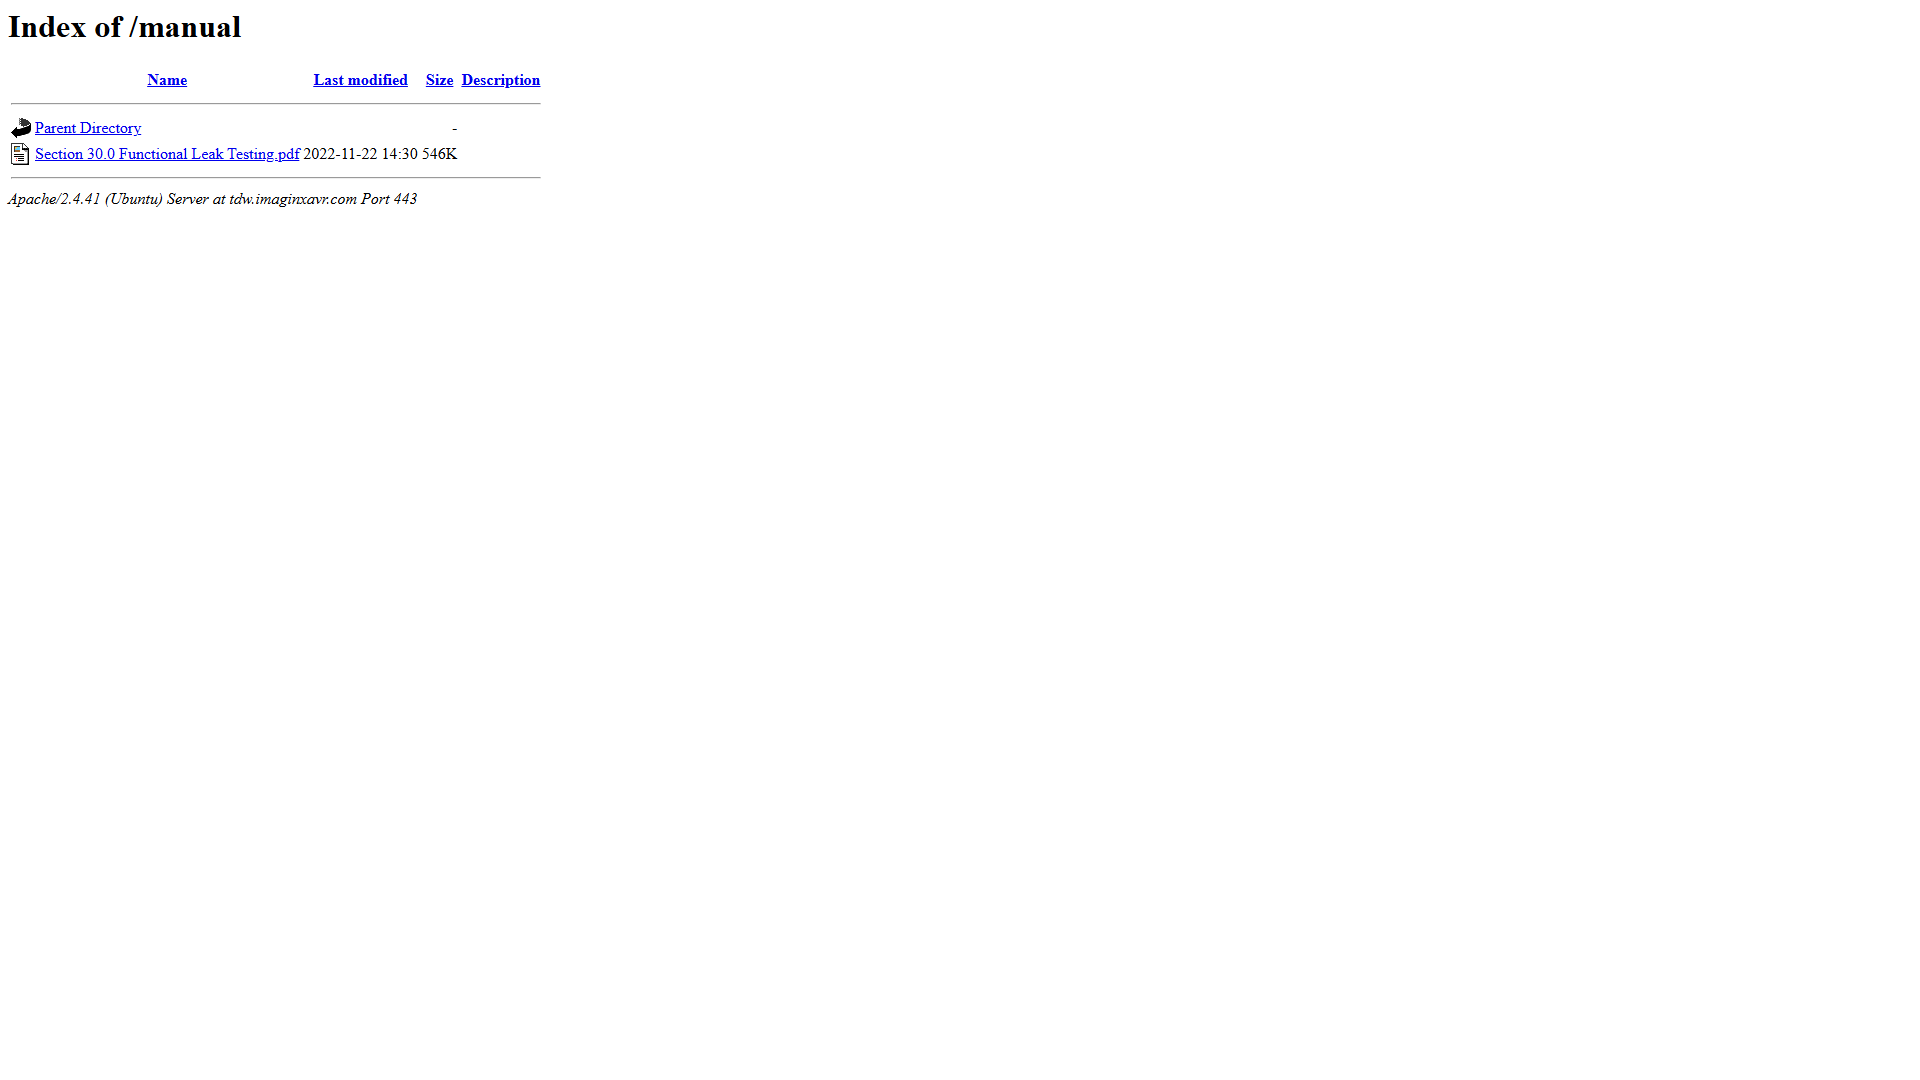 Index of /manual
Name Last modified Size Description
Parent Directory -
Section 30.0 Functional Leak Testing.pdf 2022-11-22 14:30 546K
Apache/2.4.41 (Ubuntu) Server at tdw.imaginxavr.com Port 443